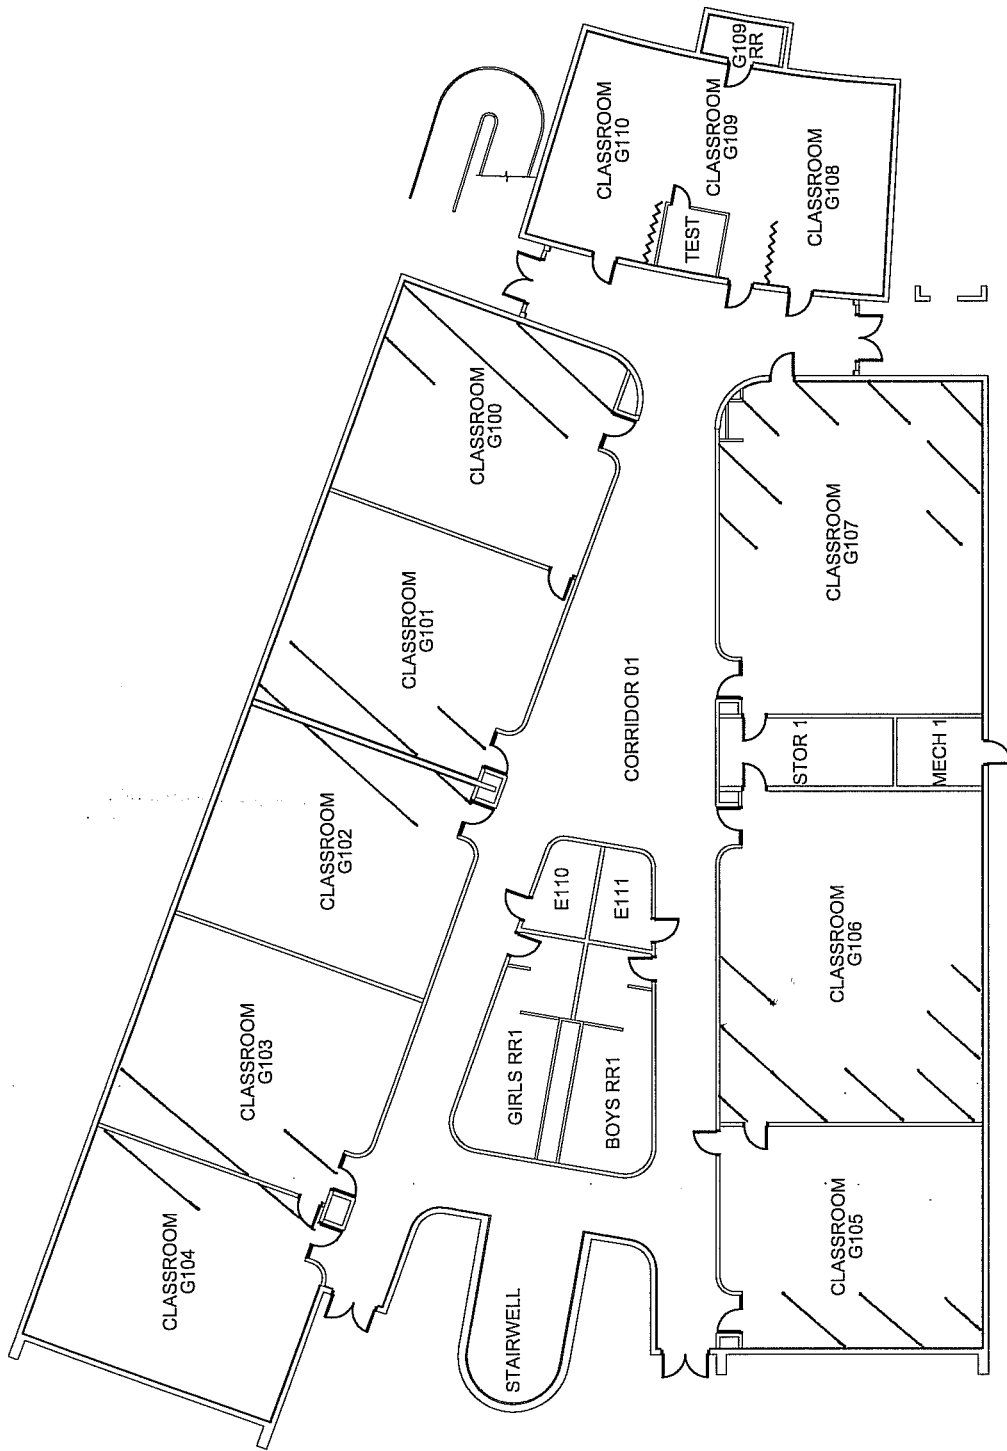 CLASSROOM
G110
G109
RR
CLASSROOM
G109
CLASSROOM
G108
TEST
CLASSROOM
G100
CLASSROOM
G101
CLASSROOM
G102
CLASSROOM
G103
CLASSROOM
G104
CORRIDOR 01
E110
E111
GIRLS RR1
BOYS RR1
STAIRWELL
CLASSROOM
G107
STOR 1
MECH 1
CLASSROOM
G106
CLASSROOM
G105